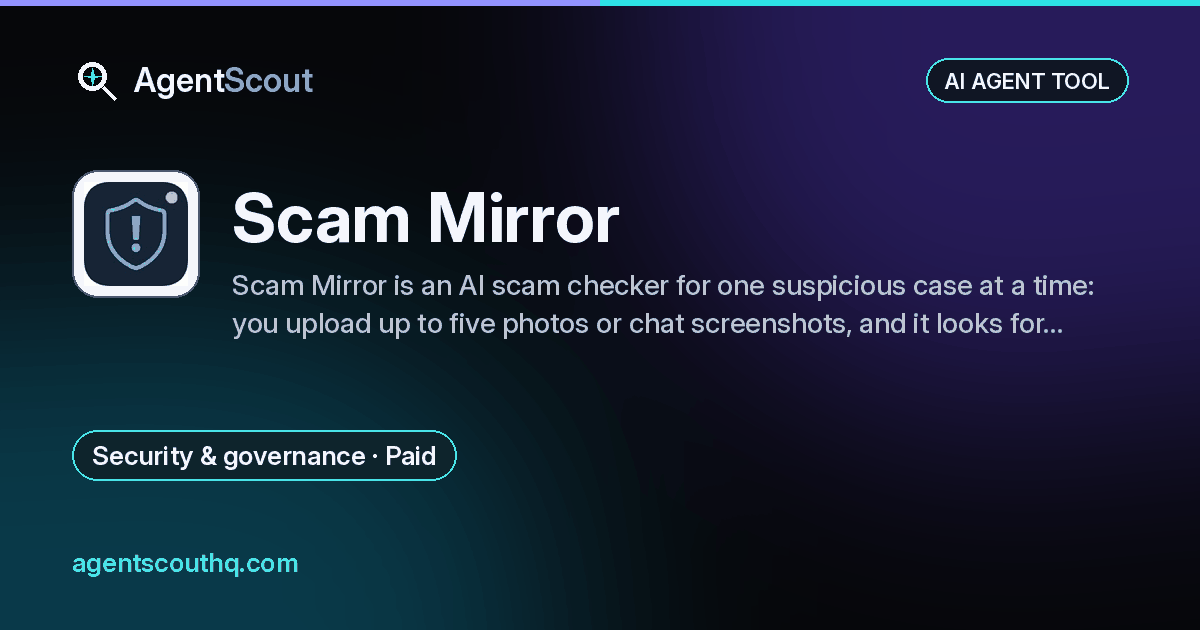 AgentScout
AI AGENT TOOL
Scam Mirror
Scam Mirror is an AI scam checker for one suspicious case at a time:
you upload up to five photos or chat screenshots, and it looks for...
Security & governance · Paid
agentscouthq.com